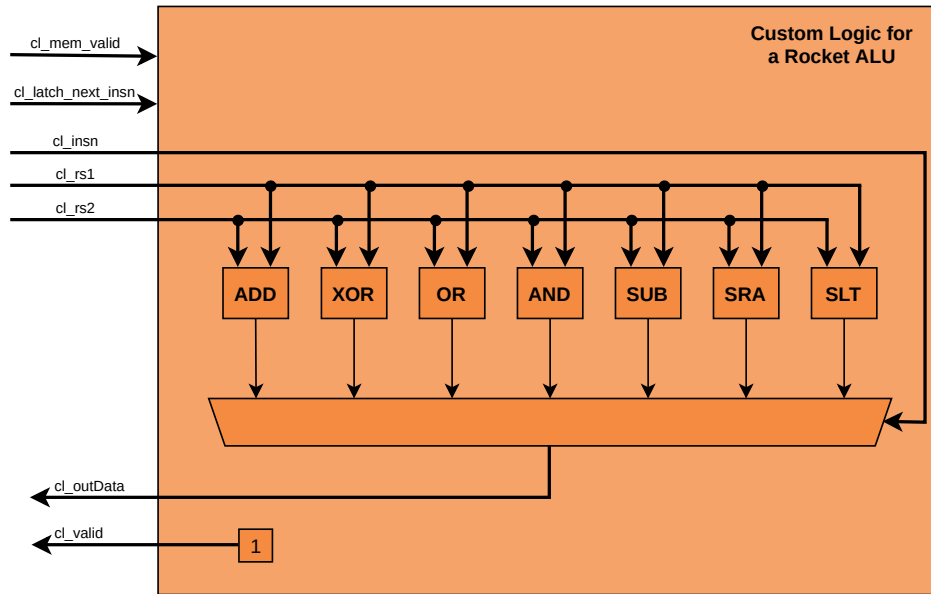 Custom Logic for
a Rocket ALU
cl_mem_valid
cl_latch_next_insn
cl_insn
cl_rs1
cl_rs2
ADD XOR OR AND SUB SRA SLT
cl_outData
cl_valid
1